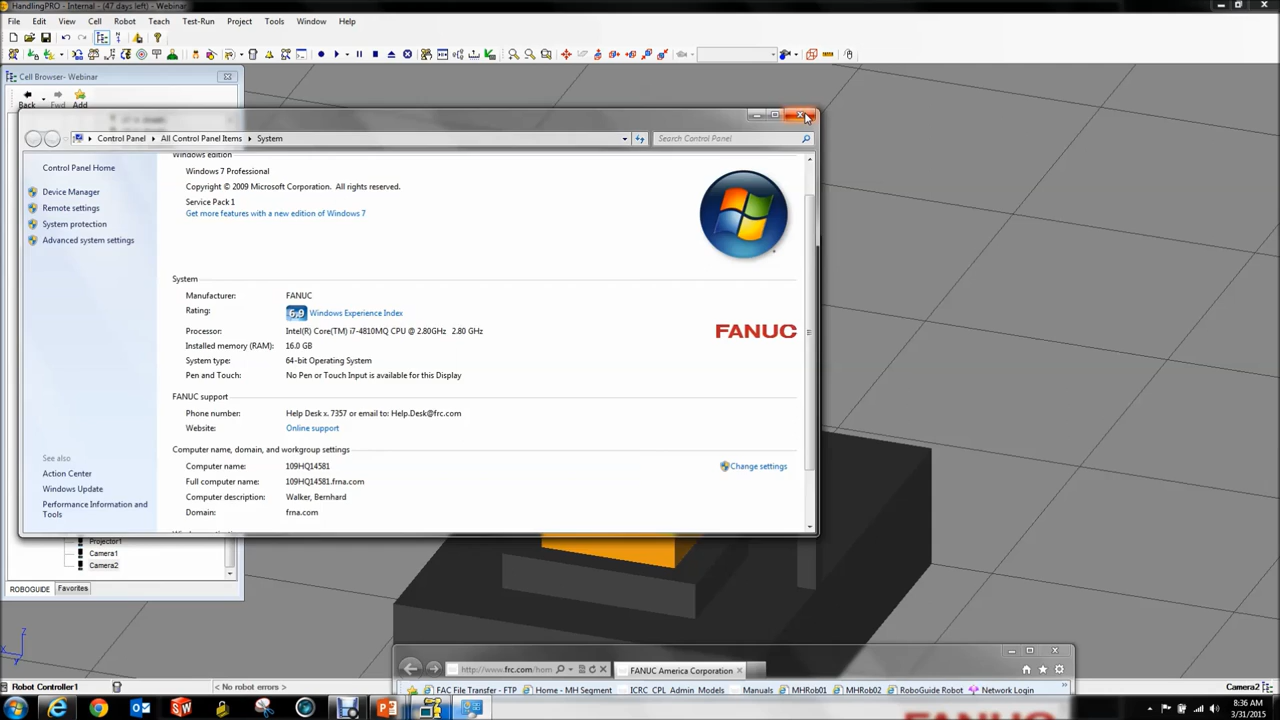 HandlingPRO - Internal - (47 days left) - Webinar
File Edit View Cell Robot Teach Test-Run Project Tools Window Help
Cell Browser- Webinar
Back Fwd Add
Control Panel All Control Panel Items System Search Control Panel
Control Panel Home
Device Manager
Remote settings
System protection
Advanced system settings
See also
Action Center
Windows Update
Performance Information and
Tools
Windows edition
Windows 7 Professional
Copyright © 2009 Microsoft Corporation. All rights reserved.
Service Pack 1
Get more features with a new edition of Windows 7
System
Manufacturer: FANUC
Rating: 6,9 Windows Experience Index
Processor: Intel(R) Core(TM) i7-4810MQ CPU @ 2.80GHz 2.80 GHz
Installed memory (RAM): 16.0 GB
System type: 64-bit Operating System
Pen and Touch: No Pen or Touch Input is available for this Display
FANUC
FANUC support
Phone number: Help Desk x. 7357 or email to: Help.Desk@frc.com
Website: Online support
Computer name, domain, and workgroup settings
Computer name: 109HQ14581
Change settings
Full computer name: 109HQ14581.frna.com
Computer description: Walker, Bernhard
Domain: frna.com
Projector1
Camera1
Camera2
ROBOGUIDE Favorites
http://www.frc.com/hom FANUC America Corporation
FAC File Transfer - FTP Home - MH Segment ICRC_CPL_Admin_Models Manuals MHRob01 MHRob02 RoboGuide Robot Network Login
Robot Controller1 < No robot errors > Camera2
8:36 AM
3/31/2015